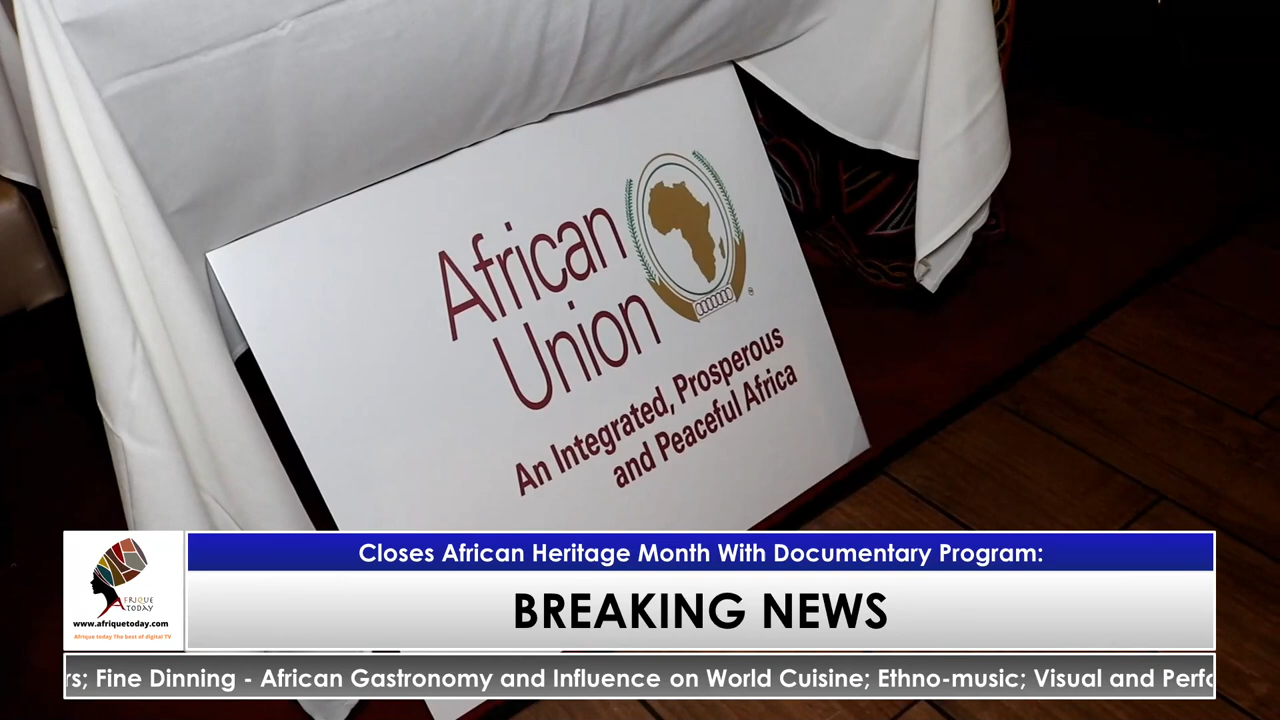 African
Union
An Integrated, Prosperous
and Peaceful Africa
Closes African Heritage Month With Documentary Program:
BREAKING NEWS
AFRIQUE
TODAY
www.afriquetoday.com
Afrique today The best of digital TV
rs; Fine Dinning - African Gastronomy and Influence on World Cuisine; Ethno-music; Visual and Perfo